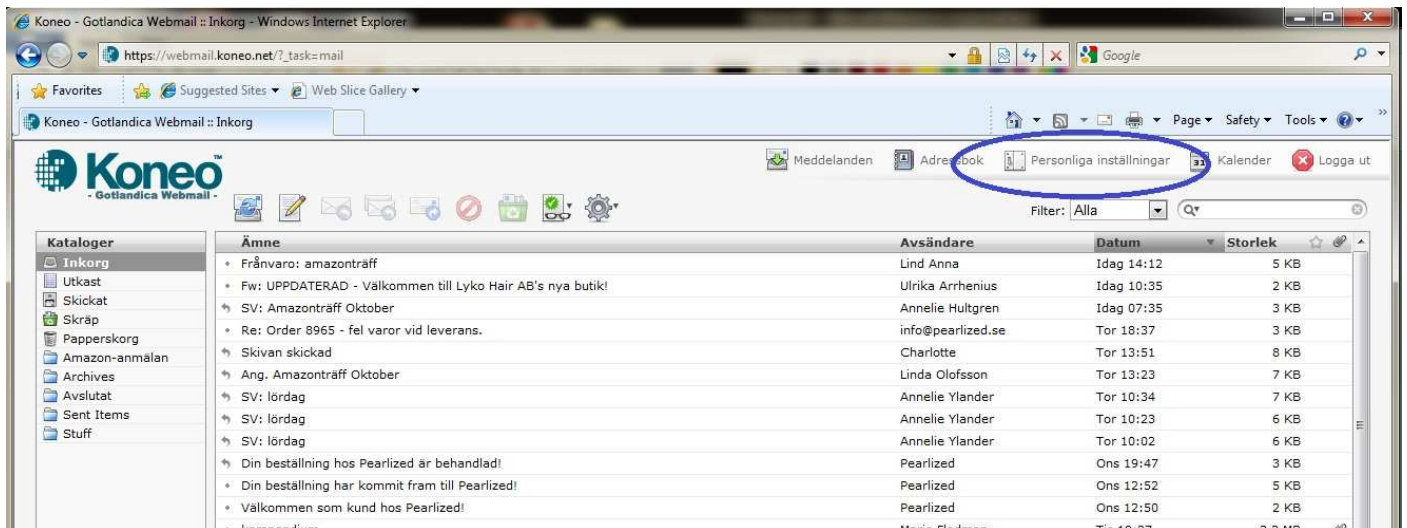 Koneo - Gotlandica Webmail :: Inkorg - Windows Internet Explorer
https://webmail.koneo.net/?_task=mail
Google
Favorites Suggested Sites Web Slice Gallery
Koneo - Gotlandica Webmail :: Inkorg
Page Safety Tools
Koneo™
- Gotlandica Webmail -
Meddelanden Adressbok Personliga inställningar 31 Kalender Logga ut
Filter: Alla
Kataloger
Inkorg
Utkast
Skickat
Skräp
Papperskorg
Amazon-anmälan
Archives
Avslutat
Sent Items
Stuff
Ämne Avsändare Datum Storlek
Frånvaro: amazonträff Lind Anna Idag 14:12 5 KB
Fw: UPPDATERAD - Välkommen till Lyko Hair AB's nya butik! Ulrika Arrhenius Idag 10:35 2 KB
SV: Amazonträff Oktober Annelie Hultgren Idag 07:35 3 KB
Re: Order 8965 - fel varor vid leverans. info@pearlized.se Tor 18:37 3 KB
Skivan skickad Charlotte Tor 13:51 8 KB
Ang. Amazonträff Oktober Linda Olofsson Tor 13:23 7 KB
SV: lördag Annelie Ylander Tor 10:34 7 KB
SV: lördag Annelie Ylander Tor 10:23 6 KB
SV: lördag Annelie Ylander Tor 10:02 6 KB
Din beställning hos Pearlized är behandlad! Pearlized Ons 19:47 3 KB
Din beställning har kommit fram till Pearlized! Pearlized Ons 12:52 5 KB
Välkommen som kund hos Pearlized! Pearlized Ons 12:50 2 KB